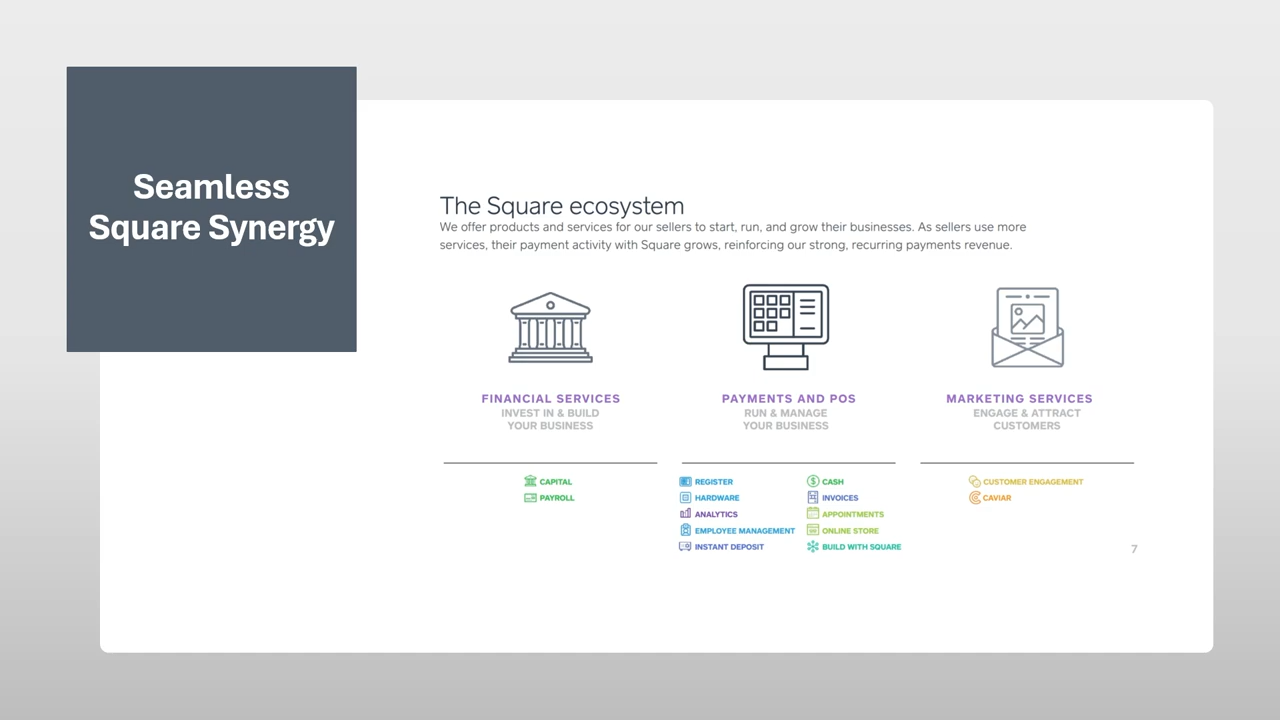 Seamless
Square Synergy
The Square ecosystem
We offer products and services for our sellers to start, run, and grow their businesses. As sellers use more
services, their payment activity with Square grows, reinforcing our strong, recurring payments revenue.
FINANCIAL SERVICES
INVEST IN & BUILD
YOUR BUSINESS
CAPITAL
PAYROLL
PAYMENTS AND POS
RUN & MANAGE
YOUR BUSINESS
REGISTER
HARDWARE
ANALYTICS
EMPLOYEE MANAGEMENT
INSTANT DEPOSIT
CASH
INVOICES
APPOINTMENTS
ONLINE STORE
BUILD WITH SQUARE
MARKETING SERVICES
ENGAGE & ATTRACT
CUSTOMERS
CUSTOMER ENGAGEMENT
CAVIAR
7